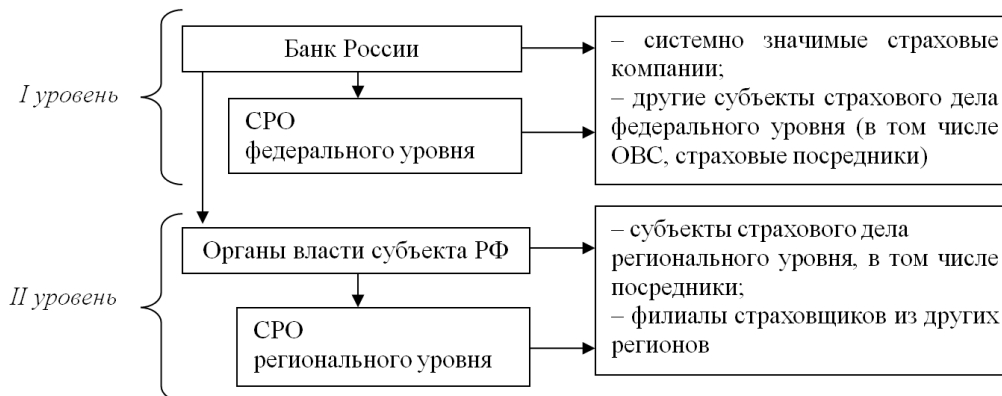 I уровень
Банк России
СРО
федерального уровня
– системно значимые страховые
компании;
– другие субъекты страхового дела
федерального уровня (в том числе
ОВС, страховые посредники)
II уровень
Органы власти субъекта РФ
СРО
регионального уровня
– субъекты страхового дела
регионального уровня, в том числе
посредники;
– филиалы страховщиков из других
регионов